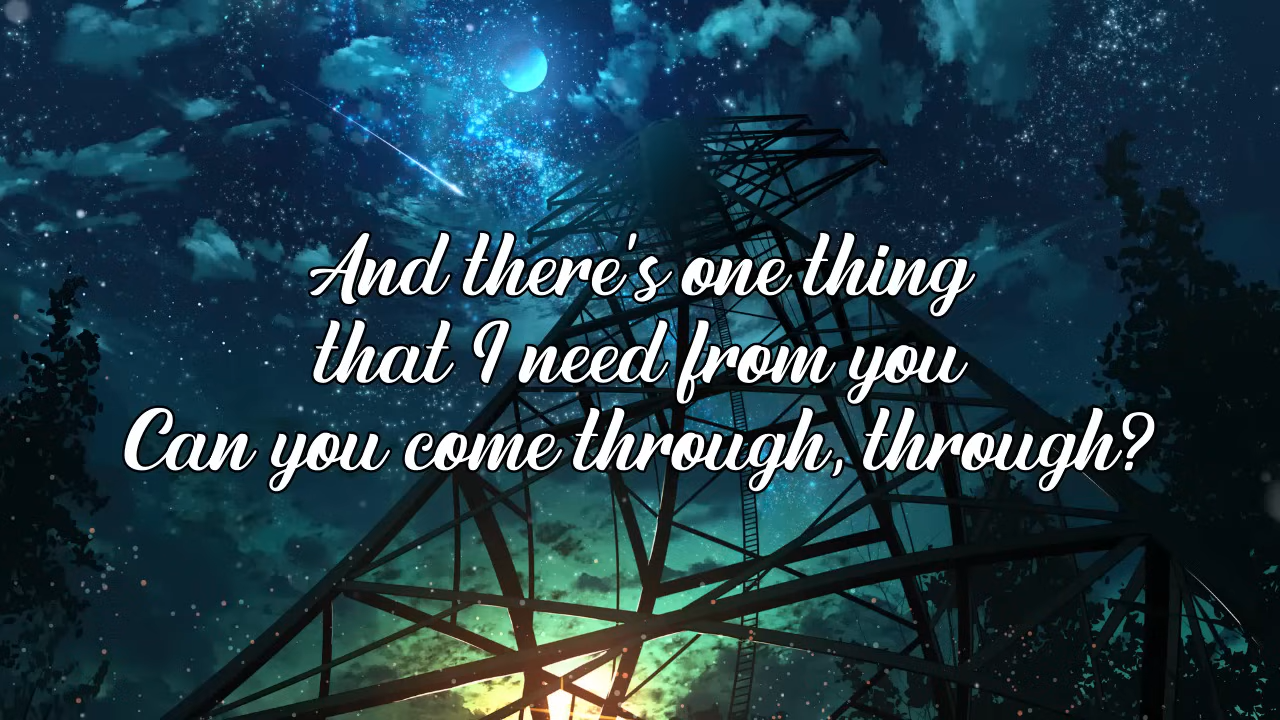 And there's one thing
that I need from you
Can you come through, through?